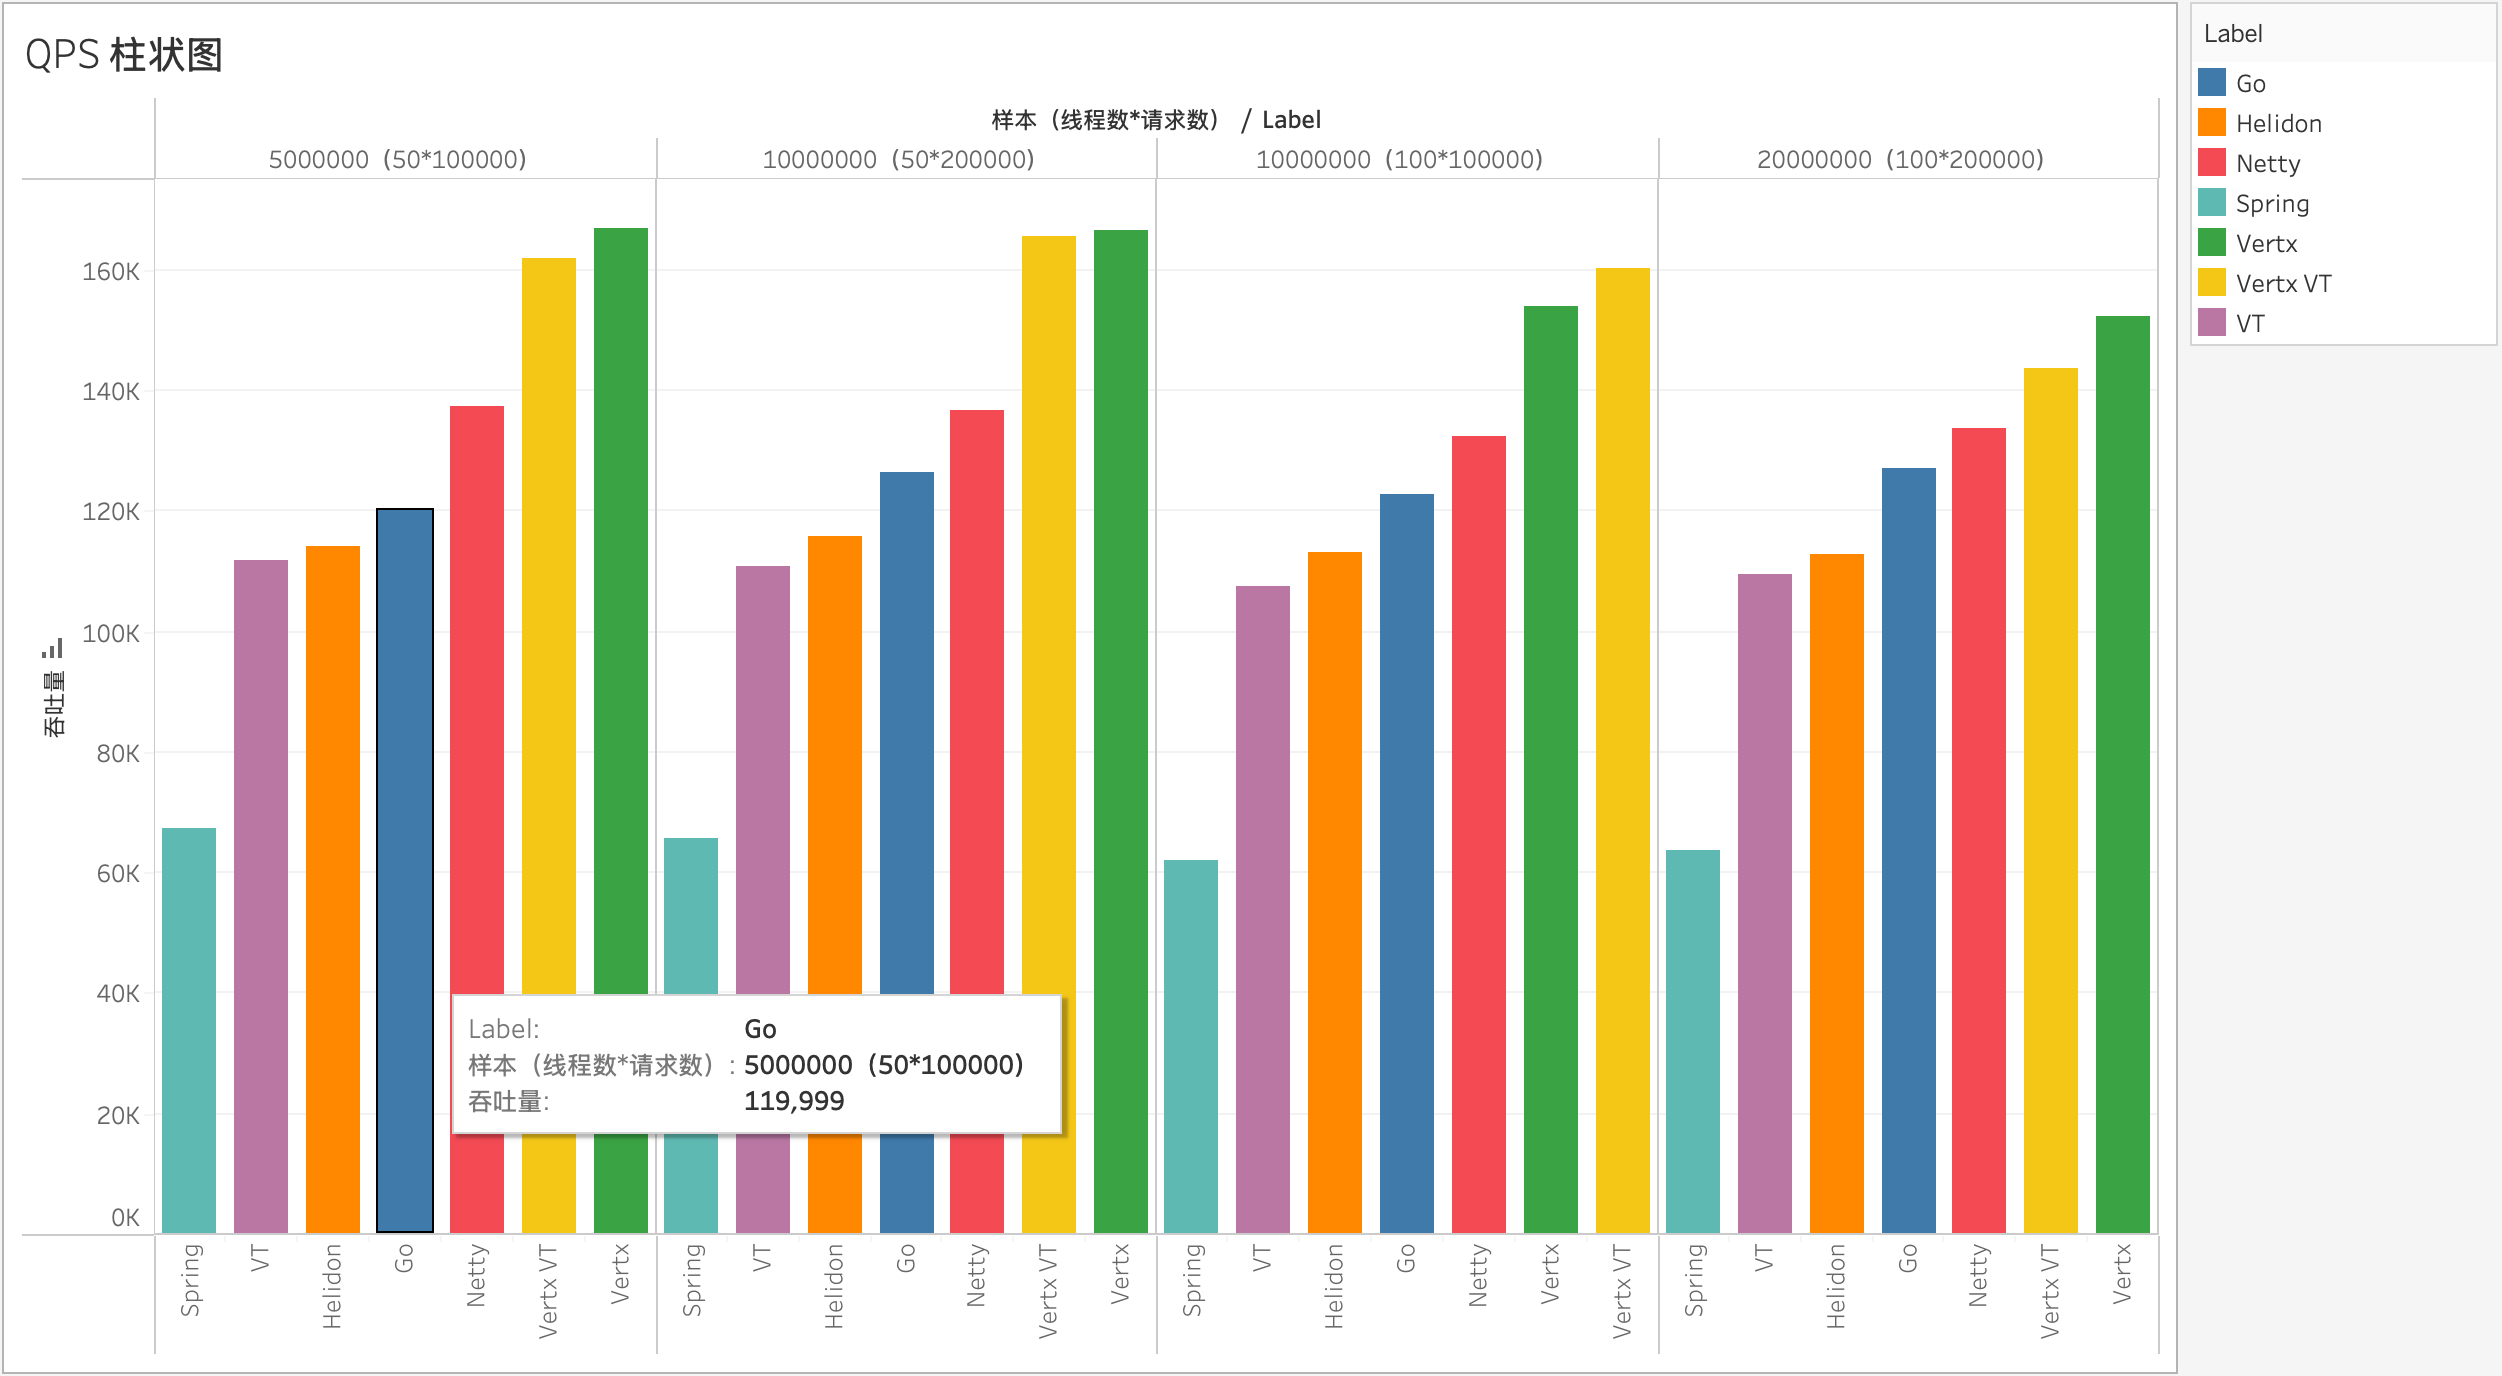 QPS 柱状图
样本（线程数*请求数） / Label
5000000（50*100000）
10000000（50*200000）
10000000（100*100000）
20000000（100*200000）
160K
140K
120K
100K
80K
60K
40K
20K
0K
吞吐量
Label: Go
样本（线程数*请求数）: 5000000（50*100000）
吞吐量: 119,999
Spring
VT
Helidon
Go
Netty
Vertx VT
Vertx
Spring
VT
Helidon
Go
Netty
Vertx VT
Vertx
Spring
VT
Helidon
Go
Netty
Vertx
Vertx VT
Spring
VT
Helidon
Go
Netty
Vertx VT
Vertx
Label
Go
Helidon
Netty
Spring
Vertx
Vertx VT
VT